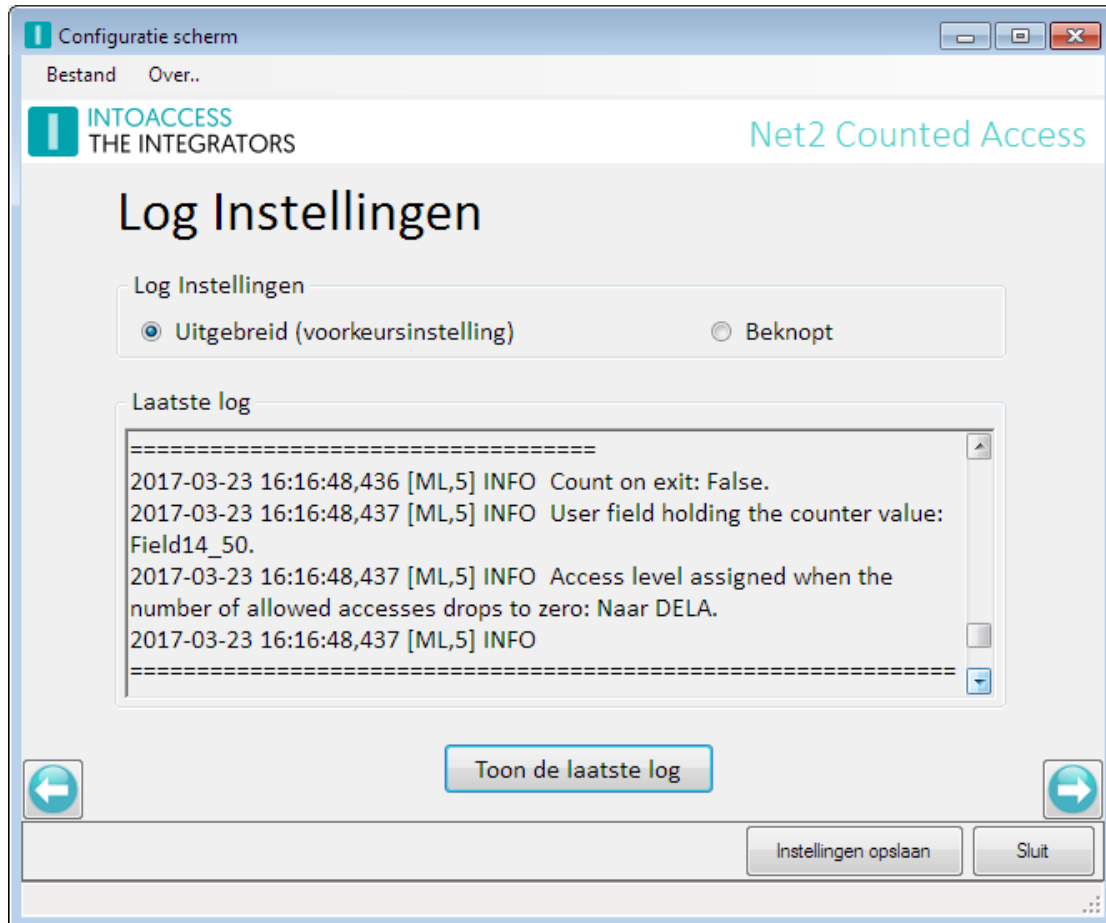 Configuratie scherm
Bestand Over..
INTOACCESS
THE INTEGRATORS
Net2 Counted Access
Log Instellingen
Log Instellingen
Uitgebreid (voorkeursinstelling) Beknopt
Laatste log
===================================
2017-03-23 16:16:48,436 [ML,5] INFO Count on exit: False.
2017-03-23 16:16:48,437 [ML,5] INFO User field holding the counter value:
Field14_50.
2017-03-23 16:16:48,437 [ML,5] INFO Access level assigned when the
number of allowed accesses drops to zero: Naar DELA.
2017-03-23 16:16:48,437 [ML,5] INFO
==============================================================
Toon de laatste log
Instellingen opslaan Sluit